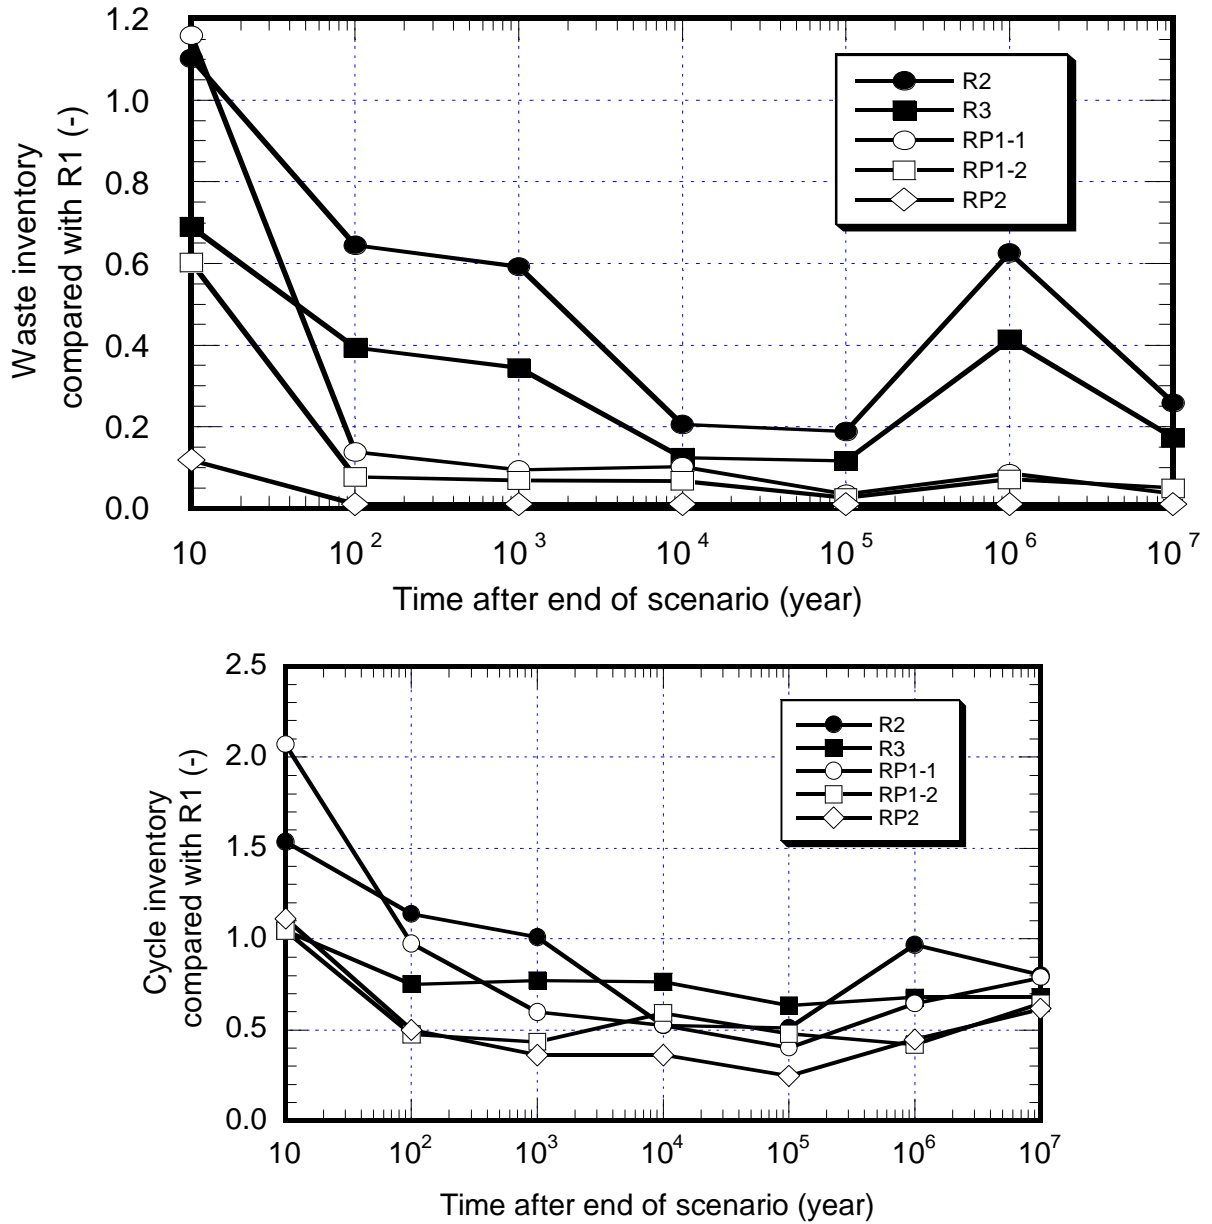 1.2
1.0
0.8
0.6
0.4
0.2
0.0
Waste inventory
compared with R1 (-)
R2
R3
RP1-1
RP1-2
RP2
10 10^2 10^3 10^4 10^5 10^6 10^7
Time after end of scenario (year)
2.5
2.0
1.5
1.0
0.5
0.0
Cycle inventory
compared with R1 (-)
R2
R3
RP1-1
RP1-2
RP2
10 10^2 10^3 10^4 10^5 10^6 10^7
Time after end of scenario (year)